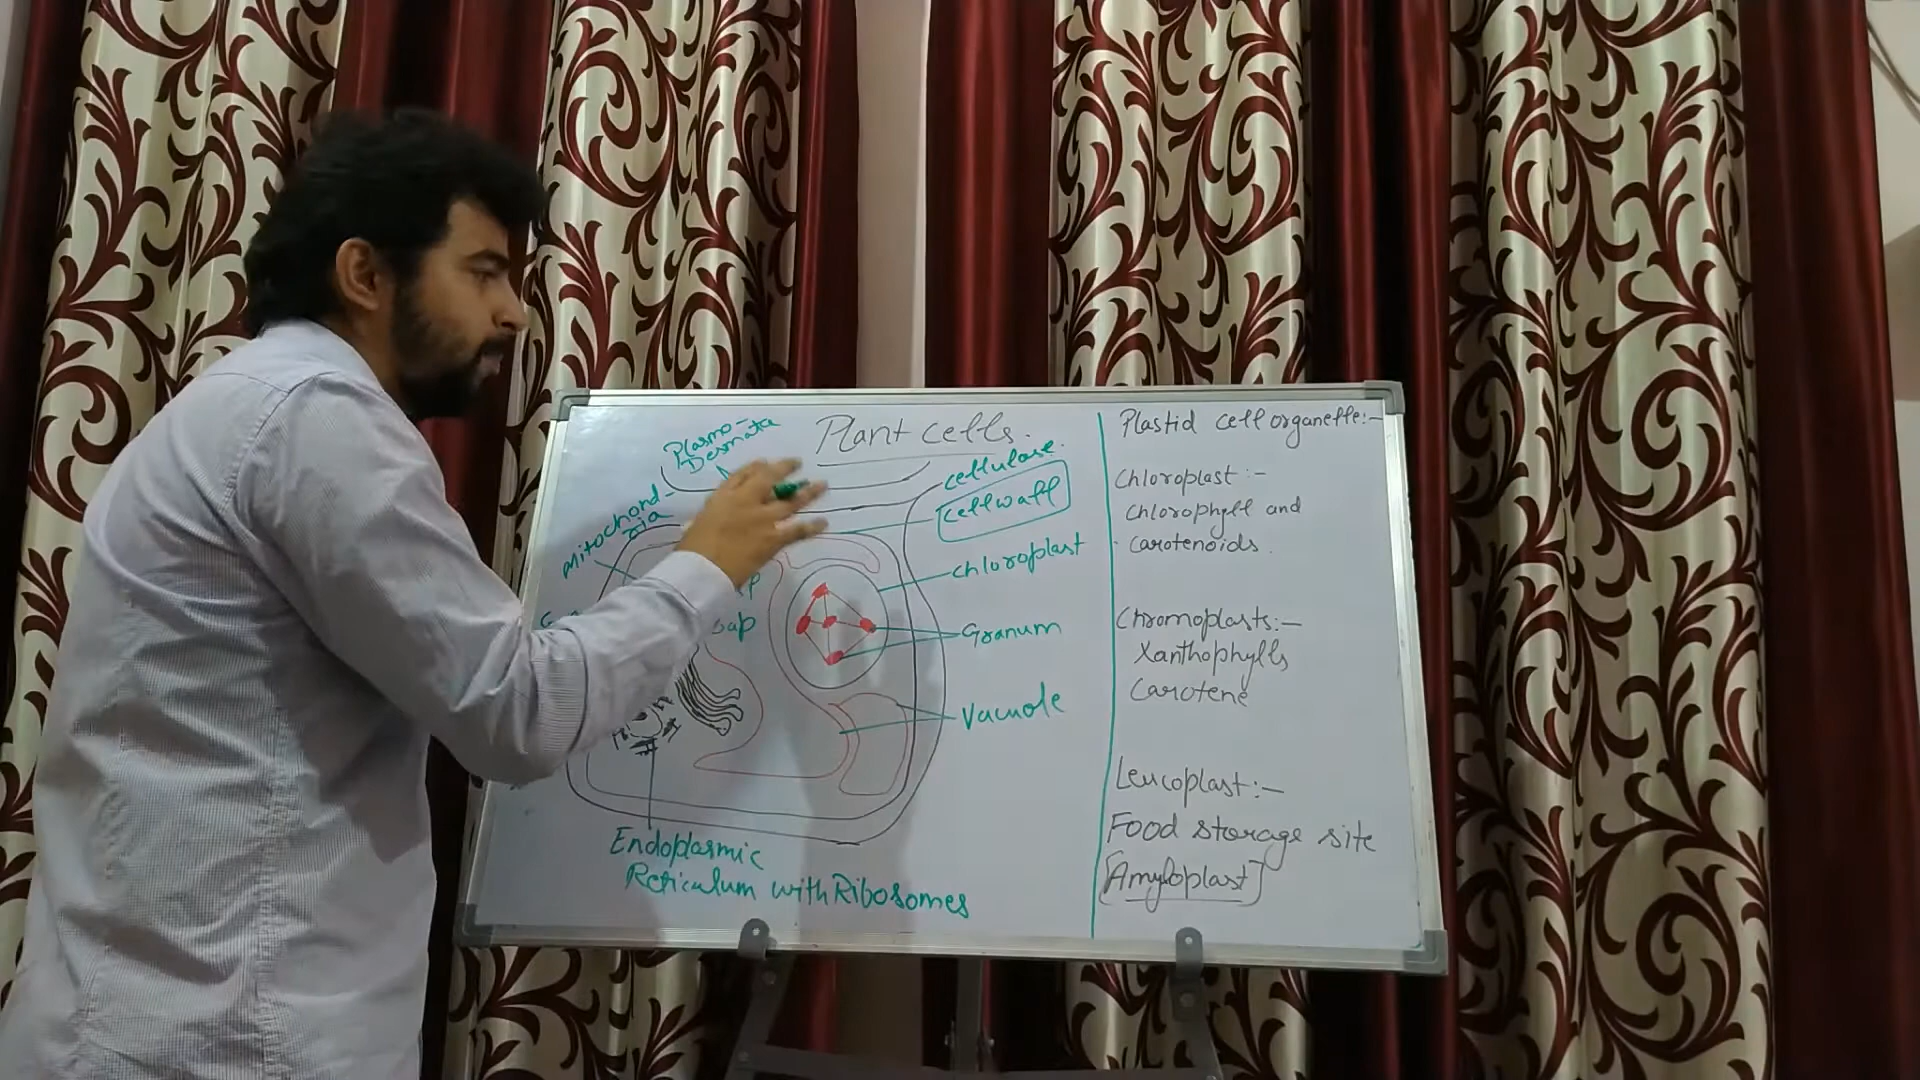 Plant cells.
Plasmo-
Desmata
cellulose.
cell wall
Mitochond-
ria
chloroplast
sap
Granum
Vacuole
Endoplasmic
Reticulum with Ribosomes
Plastid cell organelle:-
Chloroplast:-
chlorophyll and
carotenoids.
Chromoplasts:-
Xanthophylls
Carotene
Leucoplast:-
Food storage site
[Amyloplast]